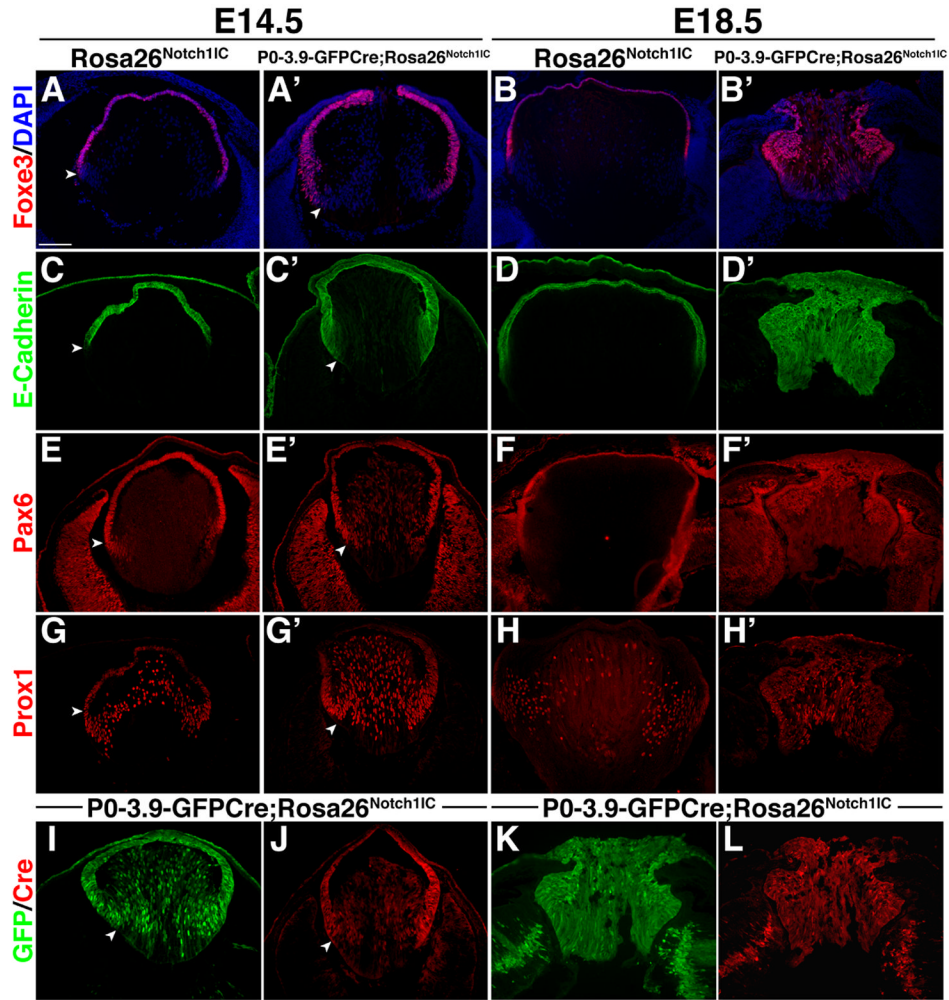 E14.5 E18.5
Rosa26Notch1IC P0-3.9-GFPCre;Rosa26Notch1IC Rosa26Notch1IC P0-3.9-GFPCre;Rosa26Notch1IC
Foxe3/DAPI
A A’ B B’
E-Cadherin
C C’ D D’
Pax6
E E’ F F’
Prox1
G G’ H H’
P0-3.9-GFPCre;Rosa26Notch1IC P0-3.9-GFPCre;Rosa26Notch1IC
GFP/Cre
I J K L